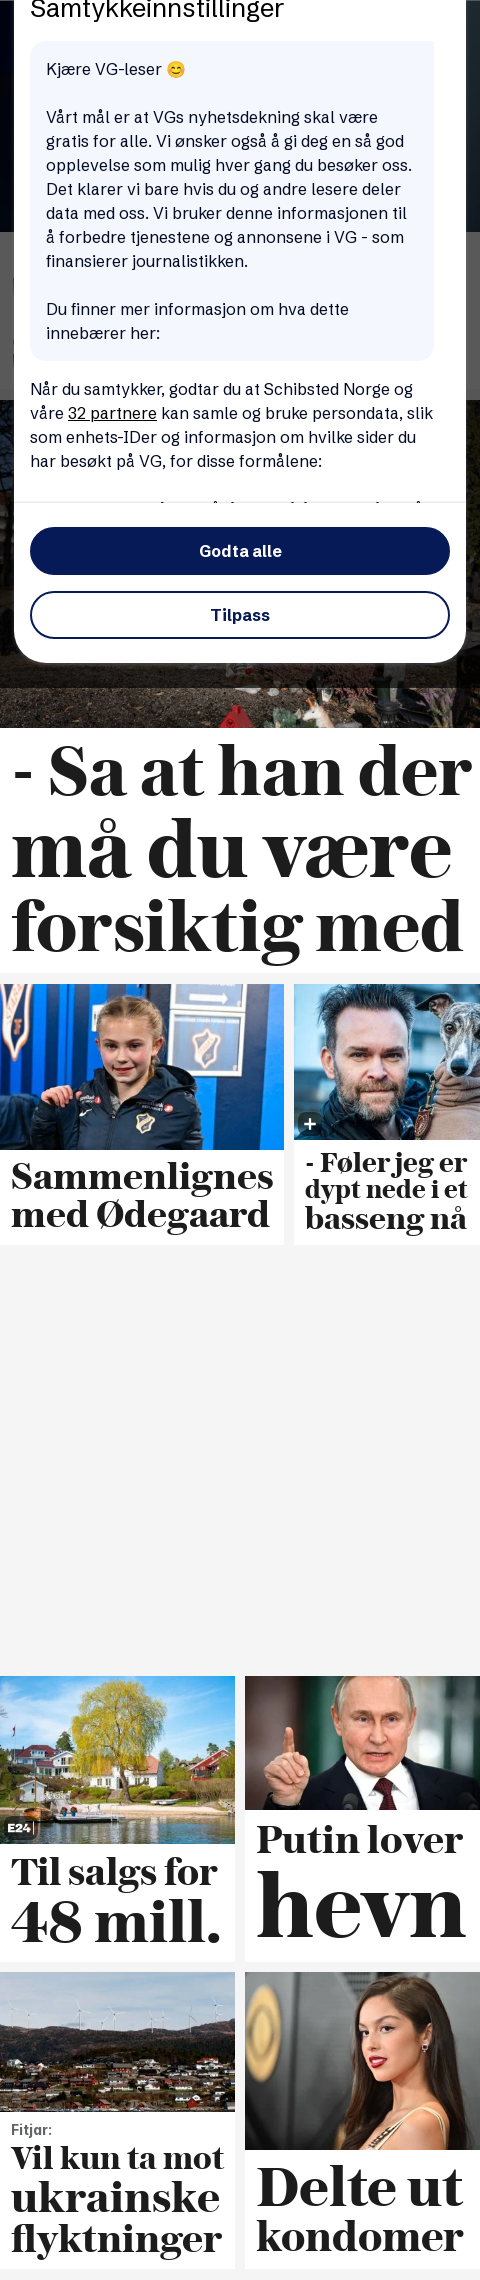 Samtykkeinnstillinger
Kjære VG-leser 😊
Vårt mål er at VGs nyhetsdekning skal være
gratis for alle. Vi ønsker også å gi deg en så god
opplevelse som mulig hver gang du besøker oss.
Det klarer vi bare hvis du og andre lesere deler
data med oss. Vi bruker denne informasjonen til
å forbedre tjenestene og annonsene i VG - som
finansierer journalistikken.
Du finner mer informasjon om hva dette
innebærer her:
Når du samtykker, godtar du at Schibsted Norge og
våre 32 partnere kan samle og bruke persondata, slik
som enhets-IDer og informasjon om hvilke sider du
har besøkt på VG, for disse formålene:
Godta alle
Tilpass
- Sa at han der
må du være
forsiktig med
Sammenlignes
med Ødegaard
- Føler jeg er
dypt nede i et
basseng nå
E24
Til salgs for
48 mill.
Putin lover
hevn
Fitjar:
Vil kun ta mot
ukrainske
flyktninger
Delte ut
kondomer